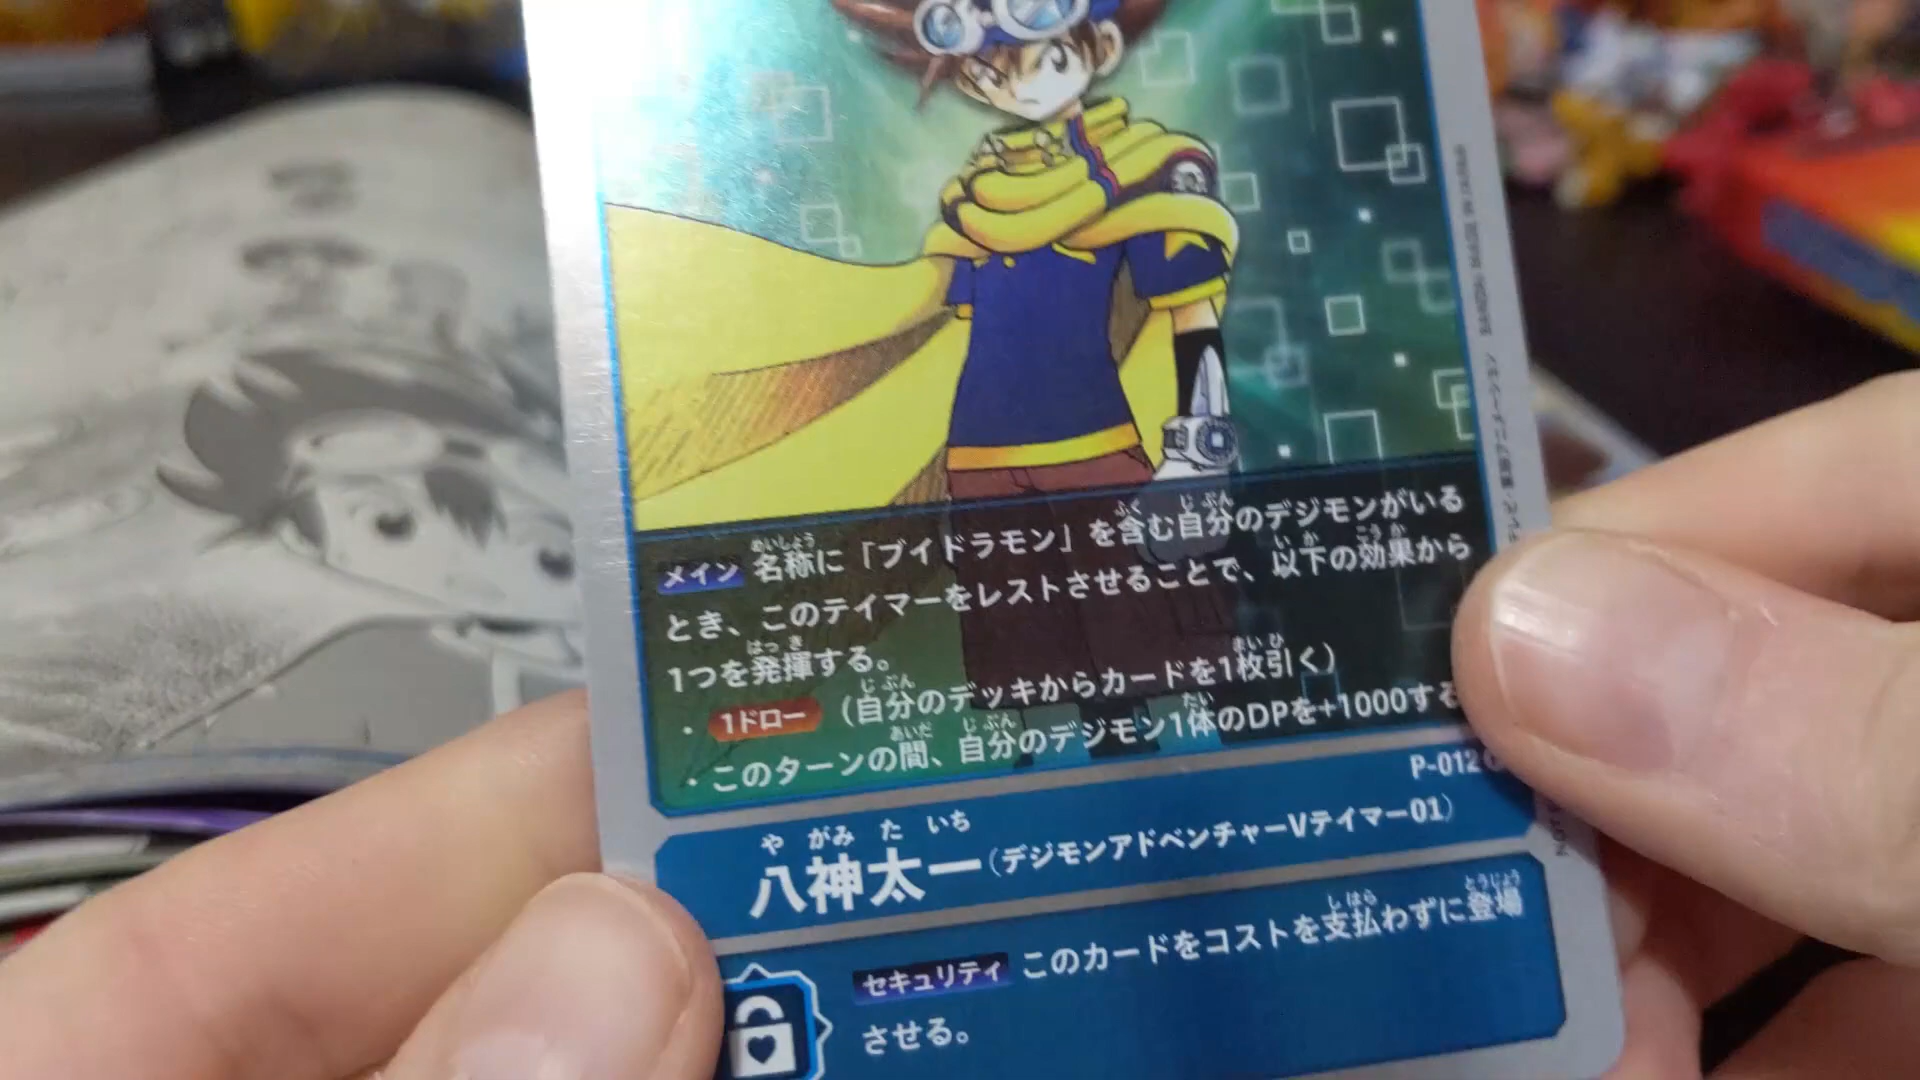 メイン 名称に「ブイドラモン」を含む自分のデジモンがいる
とき、このテイマーをレストさせることで、以下の効果から
1つを発揮する。
・1ドロー（自分のデッキからカードを1枚引く）
・このターンの間、自分のデジモン1体のDPを+1000する
P-012
やがみたいち
八神太一（デジモンアドベンチャーVテイマー01）
セキュリティ このカードをコストを支払わずに登場
させる。